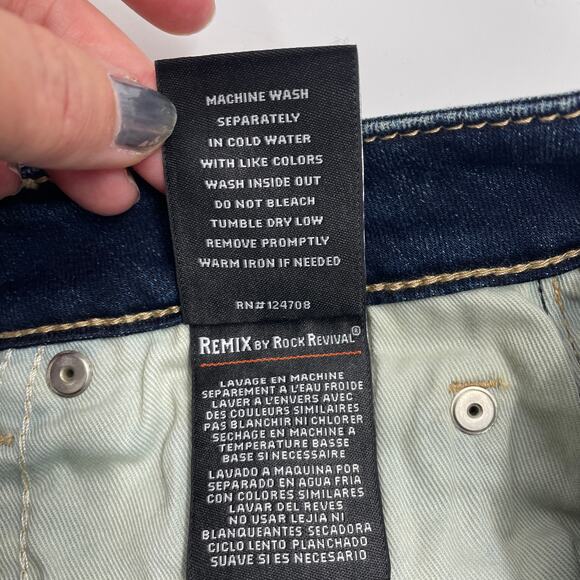 MACHINE WASH
SEPARATELY
IN COLD WATER
WITH LIKE COLORS
WASH INSIDE OUT
DO NOT BLEACH
TUMBLE DRY LOW
REMOVE PROMPTLY
WARM IRON IF NEEDED
RN#124708
REMIX BY ROCK REVIVAL®
LAVAGE EN MACHINE
SEPAREMENT A L'EAU FROIDE
LAVER A L'ENVERS AVEC
DES COULEURS SIMILAIRES
PAS BLANCHIR NI CHLORER
SECHAGE EN MACHINE A
TEMPERATURE BASSE
BASE SI NECESSAIRE
LAVADO A MAQUINA POR
SEPARADO EN AGUA FRIA
CON COLORES SIMILARES
LAVAR DEL REVES
NO USAR LEJIA NI
BLANQUEANTES SECADORA
CICLO LENTO PLANCHADO
SUAVE SI ES NECESARIO